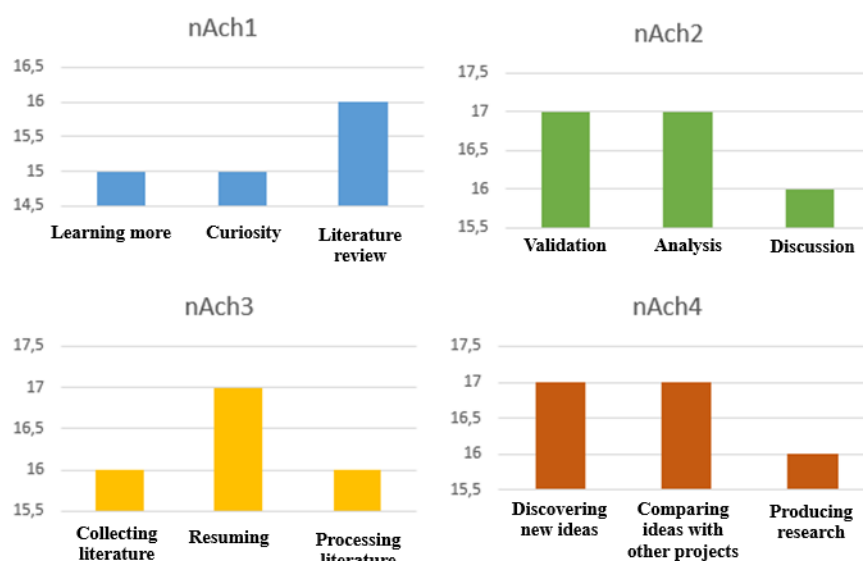 nAch1
16,5
16
15,5
15
14,5
Learning more
Curiosity
Literature
review
nAch2
17,5
17
16,5
16
15,5
Validation
Analysis
Discussion
nAch3
17,5
17
16,5
16
15,5
Collecting
literature
Resuming
Processing
literature
nAch4
17,5
17
16,5
16
15,5
Discovering
new ideas
Comparing
ideas with
other projects
Producing
research